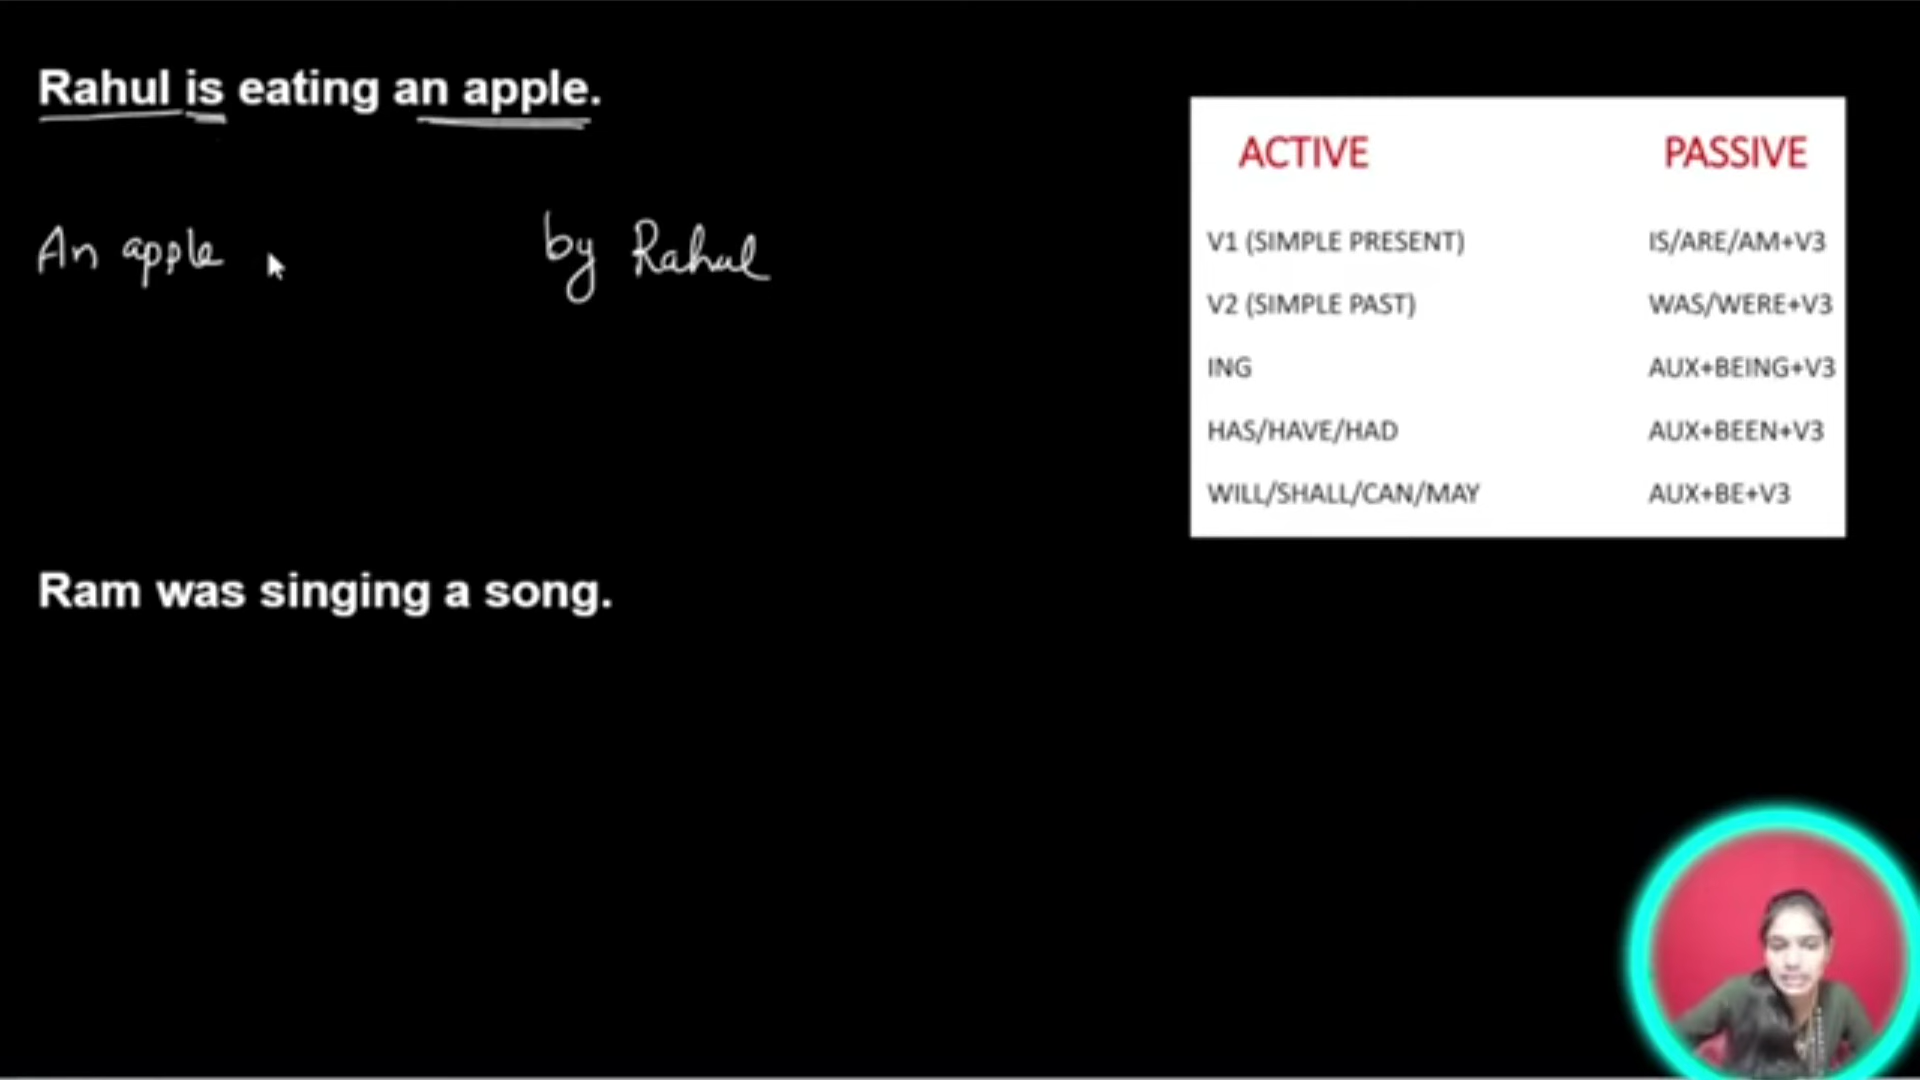 Rahul is eating an apple.
An apple by Rahul
ACTIVE PASSIVE
V1 (SIMPLE PRESENT) IS/ARE/AM+V3
V2 (SIMPLE PAST) WAS/WERE+V3
ING AUX+BEING+V3
HAS/HAVE/HAD AUX+BEEN+V3
WILL/SHALL/CAN/MAY AUX+BE+V3
Ram was singing a song.